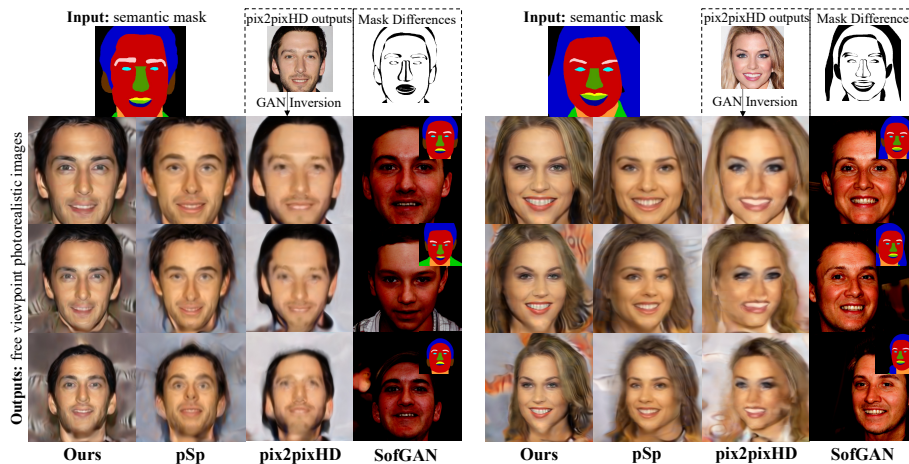 Input: semantic mask
pix2pixHD outputs
GAN Inversion
Mask Differences
Input: semantic mask
pix2pixHD outputs
GAN Inversion
Mask Difference
Outputs: free viewpoint photorealistic images
Ours pSp pix2pixHD SofGAN
Ours pSp pix2pixHD SofGAN